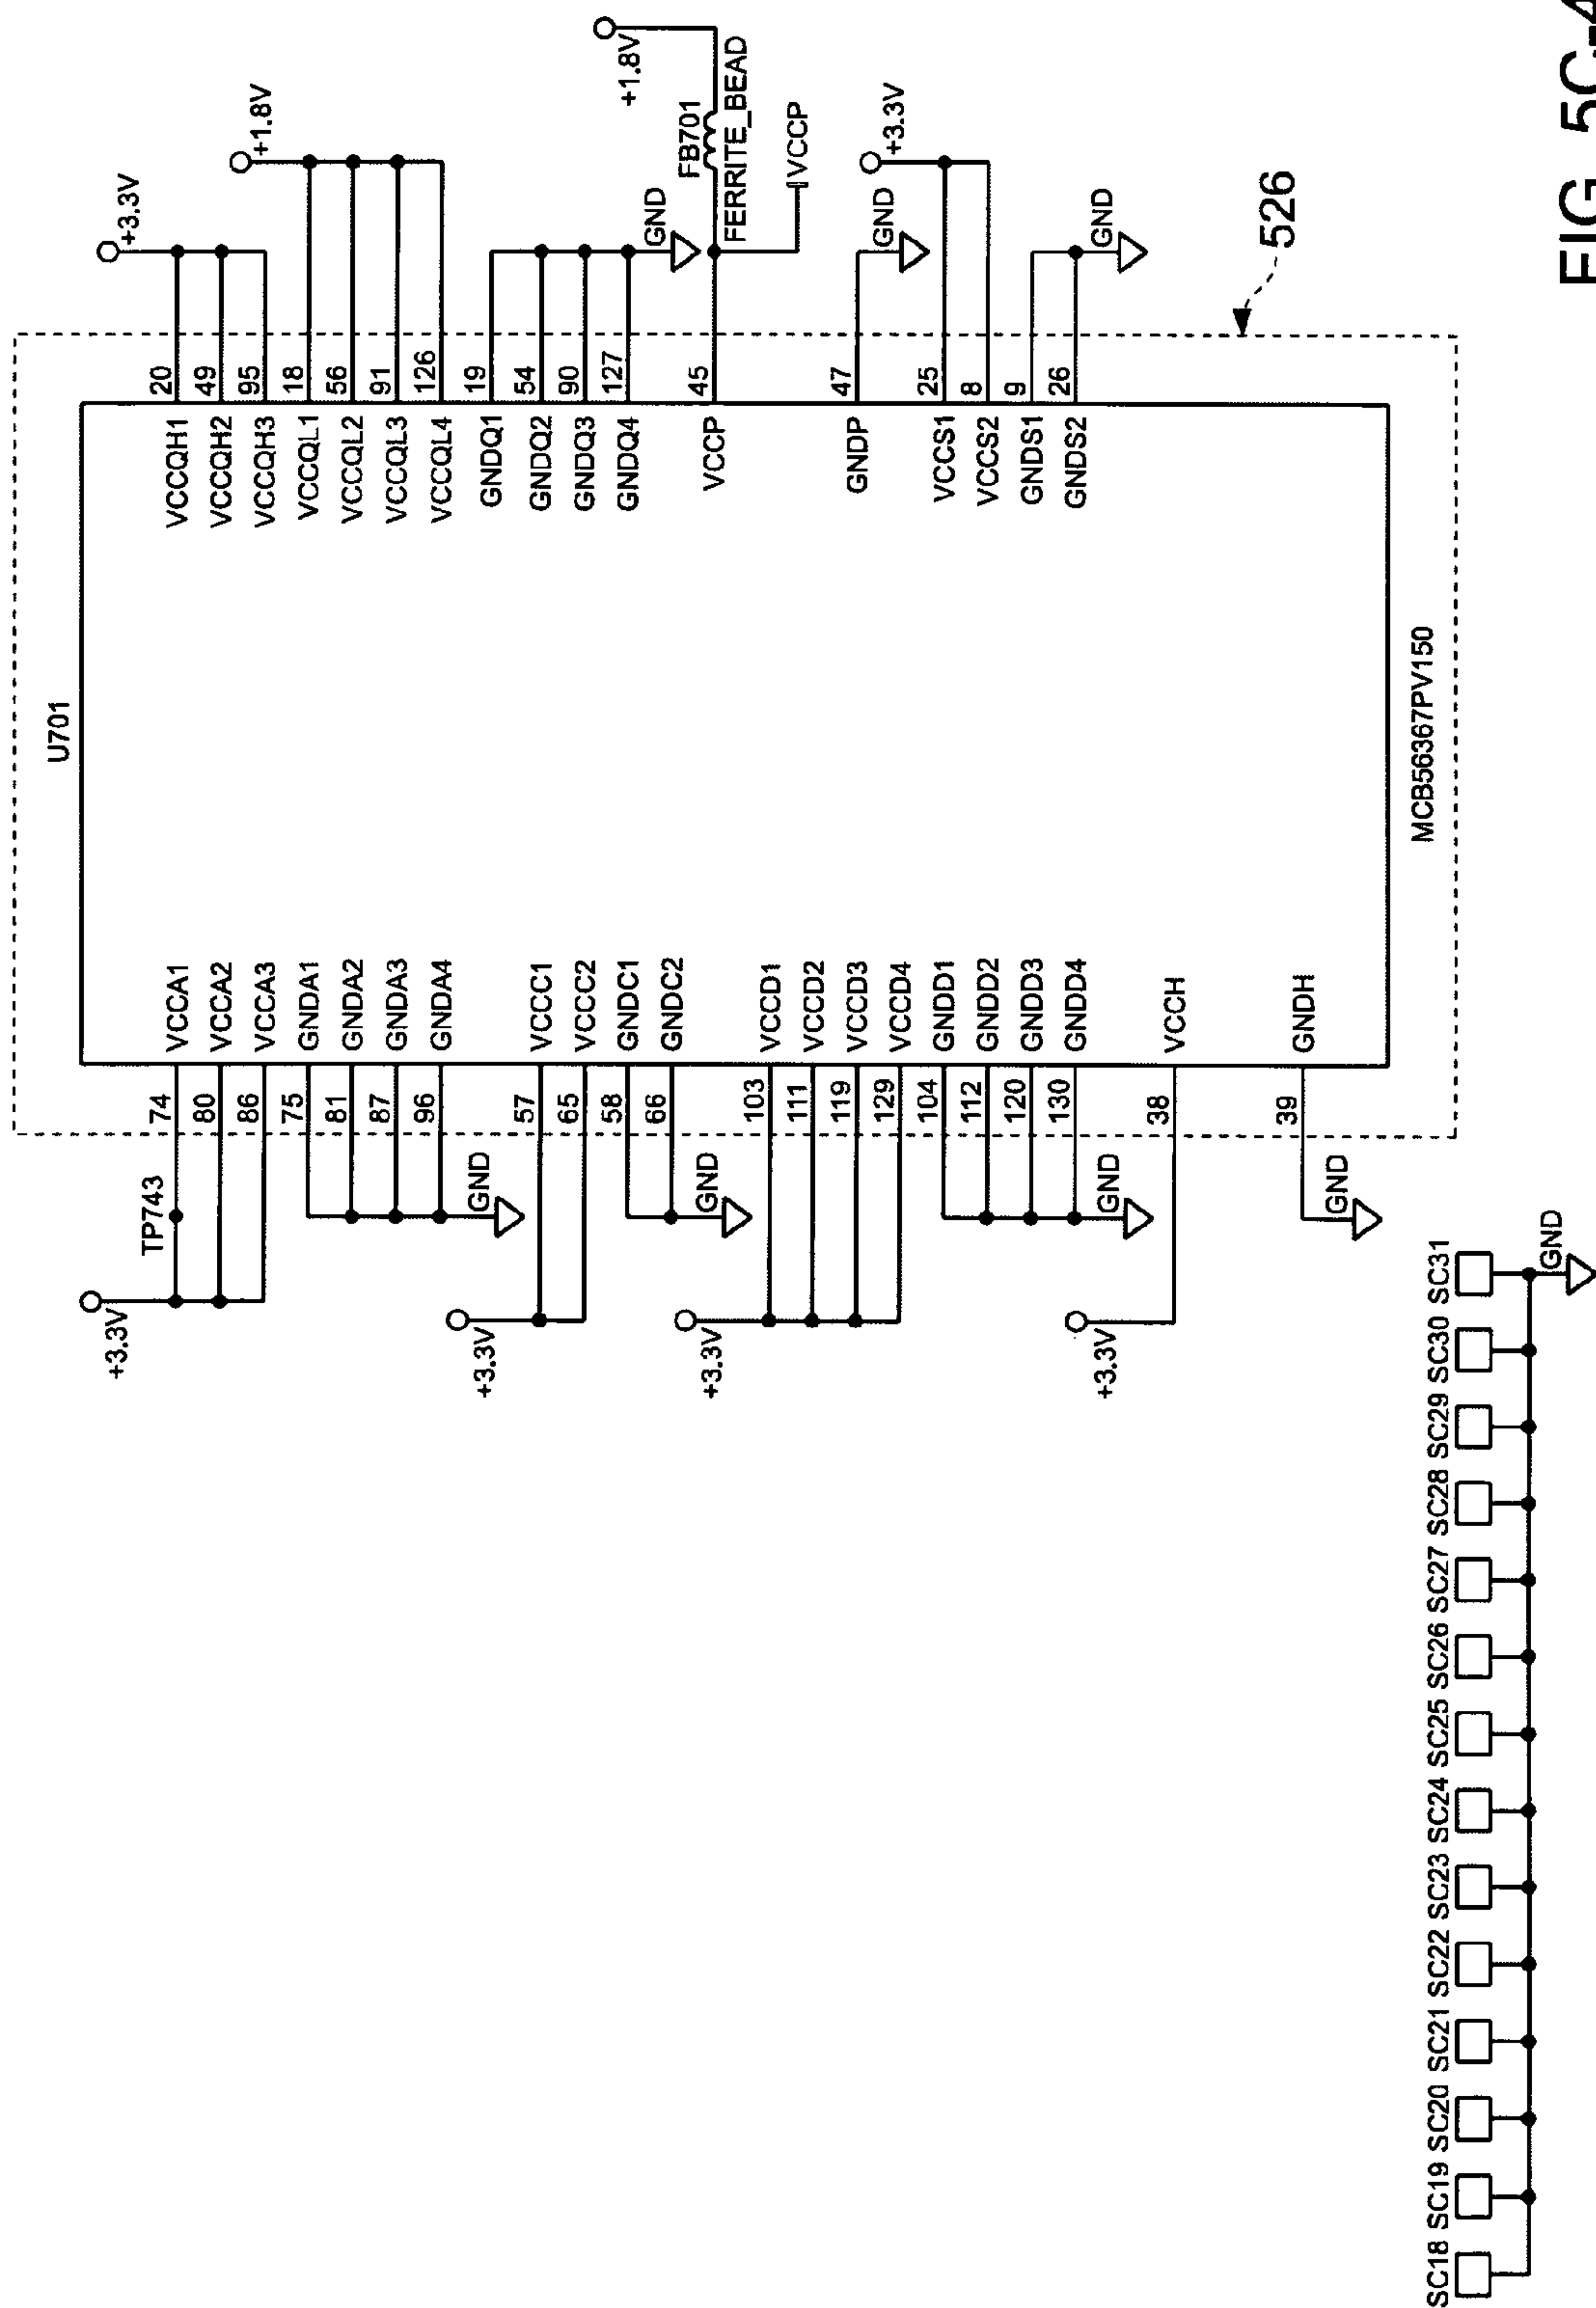 U701
+3.3V
TP743
74 VCCA1
80 VCCA2
86 VCCA3
75 GNDA1
81 GNDA2
87 GNDA3
96 GNDA4
GND
+3.3V
57 VCCC1
65 VCCC2
58 GNDC1
66 GNDC2
GND
+3.3V
103 VCCD1
111 VCCD2
119 VCCD3
129 VCCD4
104 GNDD1
112 GNDD2
120 GNDD3
130 GNDD4
GND
+3.3V
38 VCCH
39 GNDH
GND
+3.3V
VCCQH1 20
VCCQH2 49
VCCQH3 95
+1.8V
VCCQL1 18
VCCQL2 56
VCCQL3 91
VCCQL4 126
GNDQ1 19
GNDQ2 54
GNDQ3 90
GNDQ4 127
GND
+1.8V
FB701
FERRITE_BEAD
VCCP 45
VCCP
GNDP 47
GND
+3.3V
VCCS1 25
VCCS2 8
GNDS1 9
GNDS2 26
GND
526
MCB56367PV150
SC18 SC19 SC20 SC21 SC22 SC23 SC24 SC25 SC26 SC27 SC28 SC29 SC30 SC31
GND
FIG. 5C-4